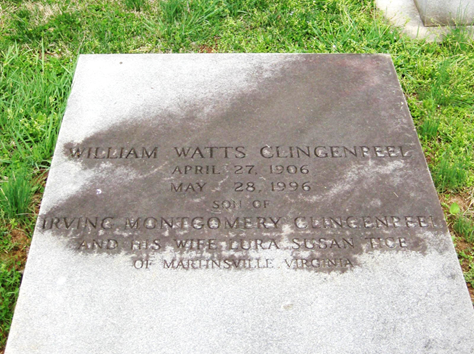 WILLIAM WATTS CLINGENPEEL
APRIL 27, 1906
MAY 28, 1996
SON OF
IRVING MONTGOMERY CLINGENPEEL
AND HIS WIFE LURA SUSAN TICE
OF MARTINSVILLE, VIRGINIA